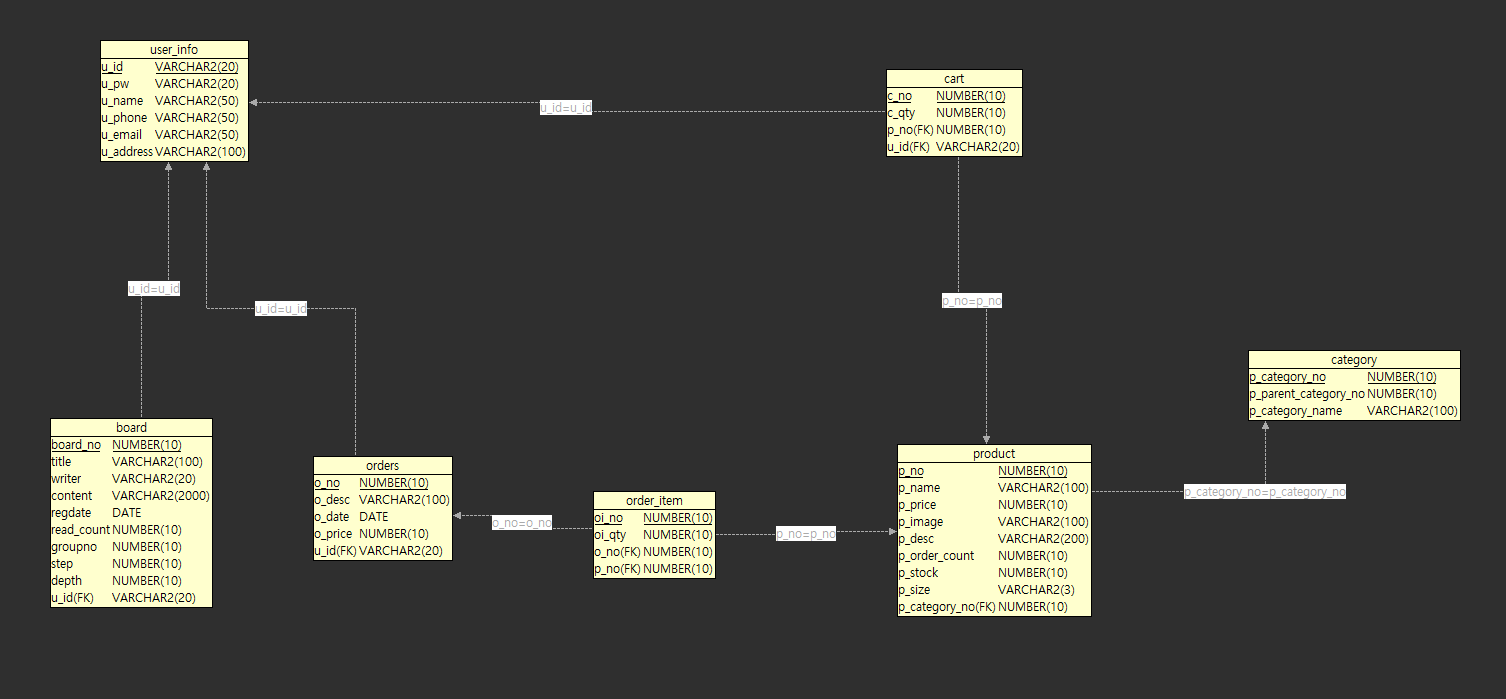 user_info
u_id VARCHAR2(20)
u_pw VARCHAR2(20)
u_name VARCHAR2(50)
u_phone VARCHAR2(50)
u_email VARCHAR2(50)
u_address VARCHAR2(100)
cart
c_no NUMBER(10)
c_qty NUMBER(10)
p_no(FK) NUMBER(10)
u_id(FK) VARCHAR2(20)
u_id=u_id
u_id=u_id
u_id=u_id
p_no=p_no
category
p_category_no NUMBER(10)
p_parent_category_no NUMBER(10)
p_category_name VARCHAR2(100)
board
board_no NUMBER(10)
title VARCHAR2(100)
writer VARCHAR2(20)
content VARCHAR2(2000)
regdate DATE
read_count NUMBER(10)
groupno NUMBER(10)
step NUMBER(10)
depth NUMBER(10)
u_id(FK) VARCHAR2(20)
orders
o_no NUMBER(10)
o_desc VARCHAR2(100)
o_date DATE
o_price NUMBER(10)
u_id(FK) VARCHAR2(20)
o_no=o_no
order_item
oi_no NUMBER(10)
oi_qty NUMBER(10)
o_no(FK) NUMBER(10)
p_no(FK) NUMBER(10)
p_no=p_no
product
p_no NUMBER(10)
p_name VARCHAR2(100)
p_price NUMBER(10)
p_image VARCHAR2(100)
p_desc VARCHAR2(200)
p_order_count NUMBER(10)
p_stock NUMBER(10)
p_size VARCHAR2(3)
p_category_no(FK) NUMBER(10)
p_category_no=p_category_no